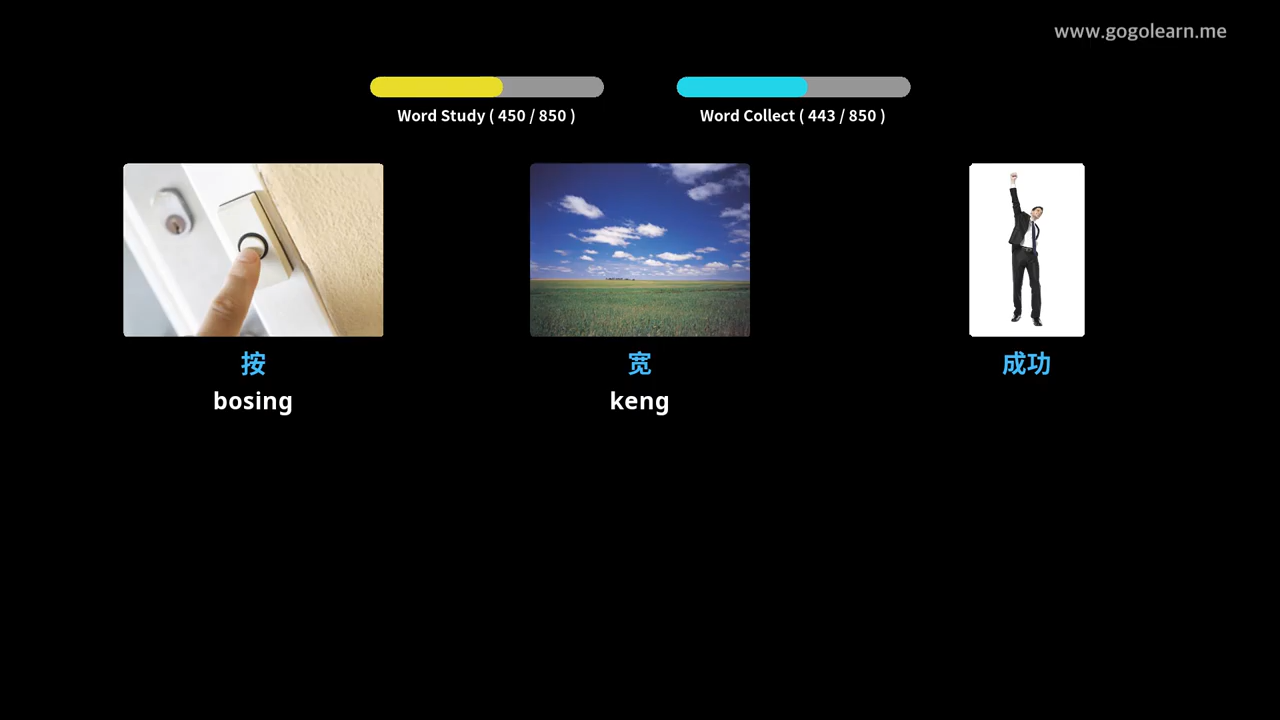 www.gogolearn.me
Word Study ( 450 / 850 )
Word Collect ( 443 / 850 )
按
宽
成功
bosing
keng